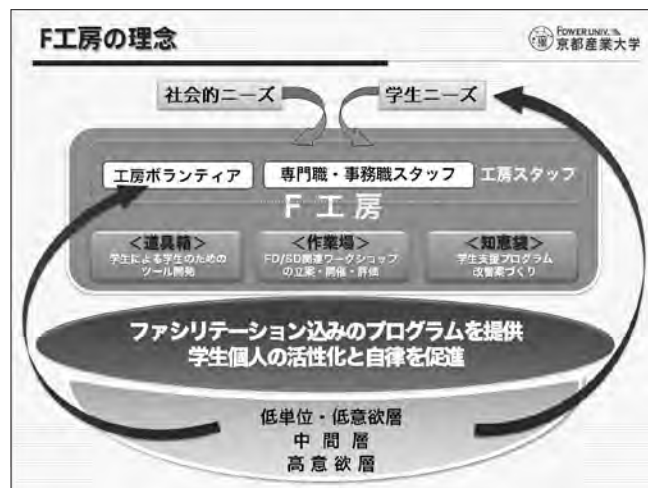 F工房の理念
POWER UNIV.
京都産業大学
社会的ニーズ
学生ニーズ
工房ボランティア
専門職・事務職スタッフ
工房スタッフ
F工房
＜道具箱＞
学生による学生のための
ツール開発
＜作業場＞
FD/SD関連ワークショップ
の立案・開催・評価
＜知恵袋＞
学生支援プログラム
改善案づくり
ファシリテーション込みのプログラムを提供
学生個人の活性化と自律を促進
低単位・低意欲層
中間層
高意欲層